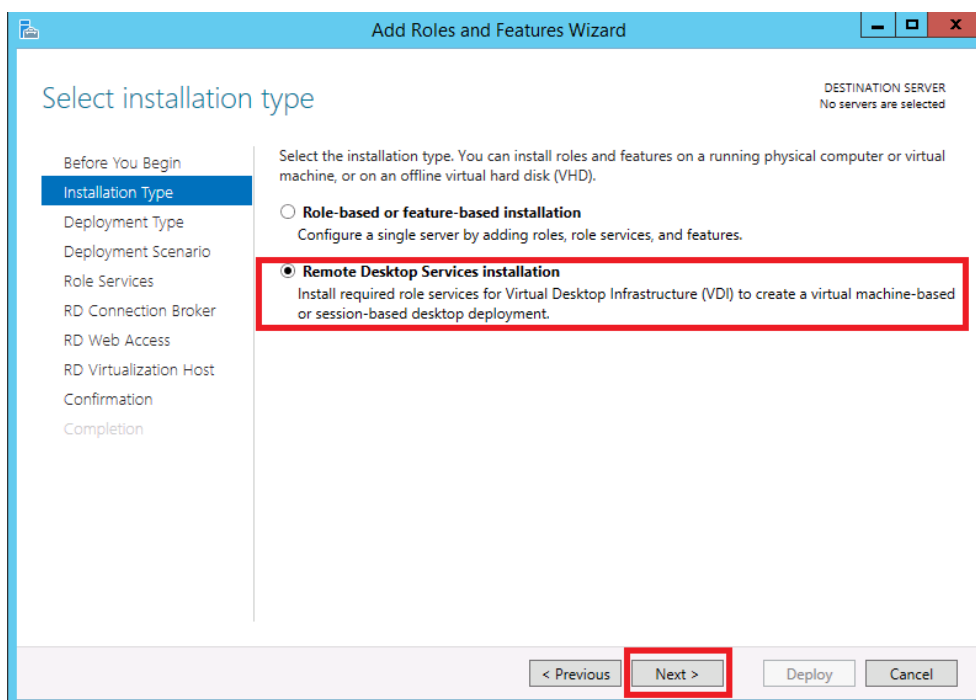 Add Roles and Features Wizard
Select installation type
DESTINATION SERVER
No servers are selected
Before You Begin
Installation Type
Deployment Type
Deployment Scenario
Role Services
RD Connection Broker
RD Web Access
RD Virtualization Host
Confirmation
Completion
Select the installation type. You can install roles and features on a running physical computer or virtual
machine, or on an offline virtual hard disk (VHD).
Role-based or feature-based installation
Configure a single server by adding roles, role services, and features.
Remote Desktop Services installation
Install required role services for Virtual Desktop Infrastructure (VDI) to create a virtual machine-based
or session-based desktop deployment.
< Previous
Next >
Deploy
Cancel